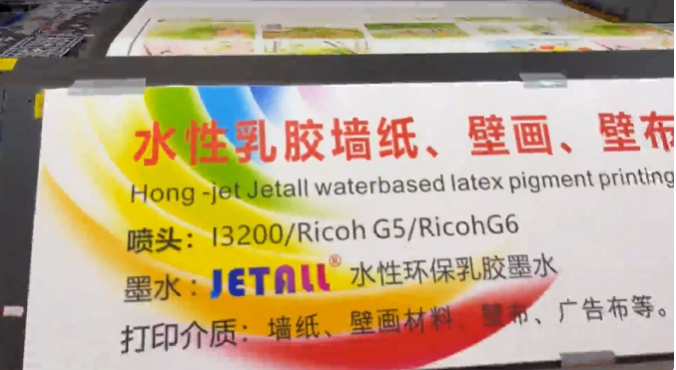 水性乳胶墙纸、壁画、壁布
Hong -jet Jetall waterbased latex pigment printing
喷头：I3200/Ricoh G5/RicohG6
墨水：JETALL® 水性环保乳胶墨水
打印介质：墙纸、壁画材料、壁布、广告布等。